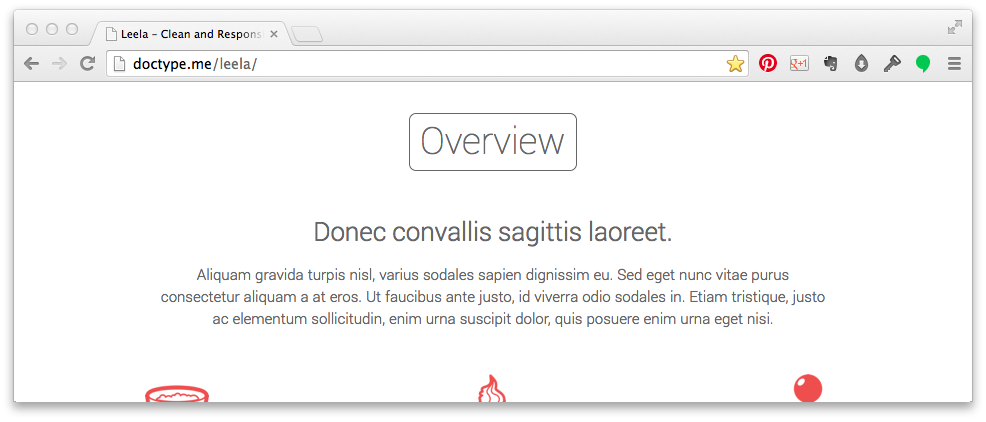 Leela – Clean and Respons
doctype.me/leela/
g+1
Overview
Donec convallis sagittis laoreet.
Aliquam gravida turpis nisl, varius sodales sapien dignissim eu. Sed eget nunc vitae purus
consectetur aliquam a at eros. Ut faucibus ante justo, id viverra odio sodales in. Etiam tristique, justo
ac elementum sollicitudin, enim urna suscipit dolor, quis posuere enim urna eget nisi.